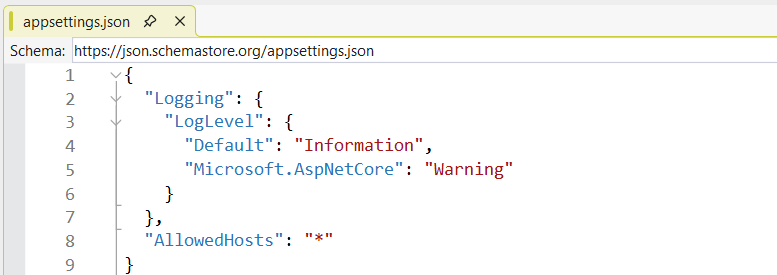 appsettings.json
Schema: https://json.schemastore.org/appsettings.json
1 {
2   "Logging": {
3     "LogLevel": {
4       "Default": "Information",
5       "Microsoft.AspNetCore": "Warning"
6     }
7   },
8   "AllowedHosts": "*"
9 }